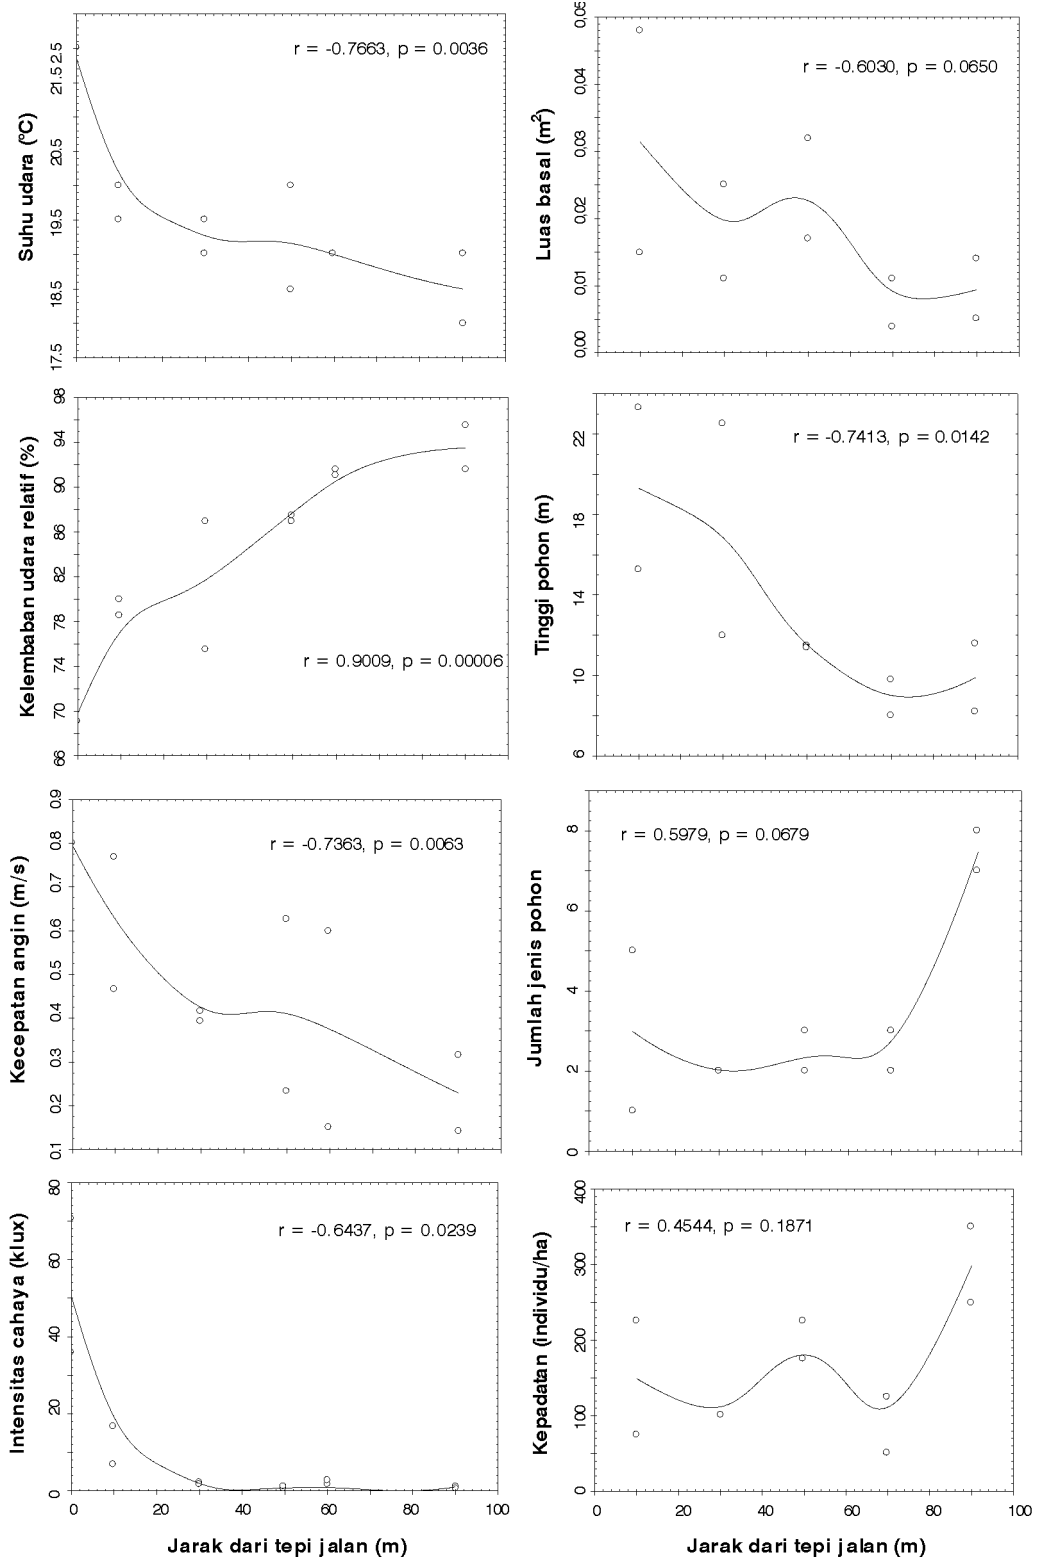 Suhu udara (°C)
21.5 22.5
20.5
19.5
18.5
17.5
r = -0.7663, p = 0.0036
Luas basal (m²)
0,05
0,04
0,03
0,02
0,01
0,00
r = -0.6030, p = 0.0650
Kelembaban udara relatif (%)
98
94
90
86
82
78
74
70
66
r = 0.9009, p = 0.00006
Tinggi pohon (m)
22
18
14
10
6
r = -0.7413, p = 0.0142
Kecepatan angin (m/s)
0.9
0.8
0.7
0.6
0.5
0.4
0.3
0.2
0.1
r = -0.7363, p = 0.0063
Jumlah jenis pohon
8
6
4
2
0
r = 0.5979, p = 0.0679
Intensitas cahaya (klux)
80
60
40
20
0
r = -0.6437, p = 0.0239
0 20 40 60 80 100
Jarak dari tepi jalan (m)
Kepadatan (individu/ha)
400
300
200
100
0
r = 0.4544, p = 0.1871
0 20 40 60 80 100
Jarak dari tepi jalan (m)